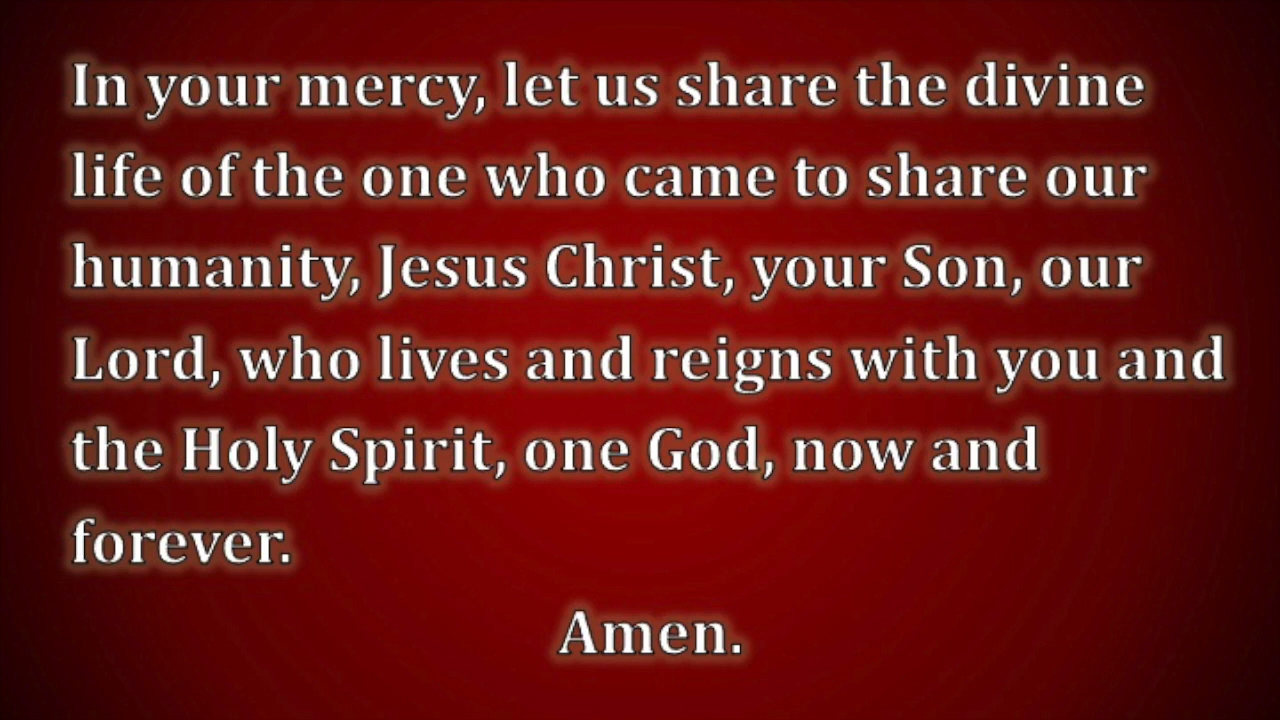 In your mercy, let us share the divine
life of the one who came to share our
humanity, Jesus Christ, your Son, our
Lord, who lives and reigns with you and
the Holy Spirit, one God, now and
forever.
Amen.